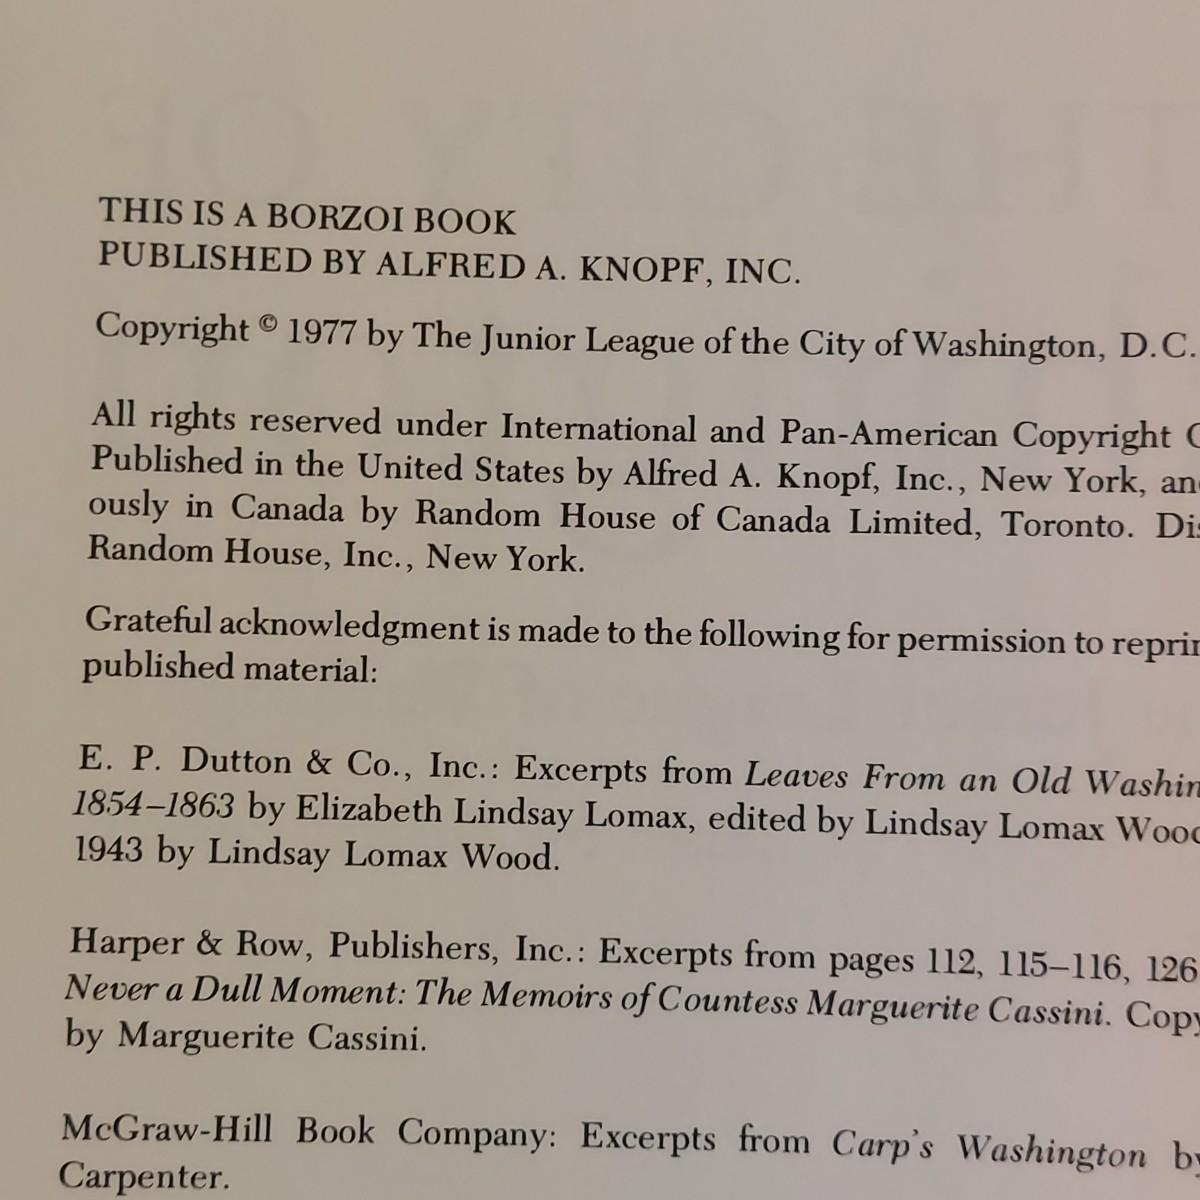 THIS IS A BORZOI BOOK
PUBLISHED BY ALFRED A. KNOPF, INC.
Copyright © 1977 by The Junior League of the City of Washington, D.C.
All rights reserved under International and Pan-American Copyright
Published in the United States by Alfred A. Knopf, Inc., New York,
ously in Canada by Random House of Canada Limited, Toronto.
Random House, Inc., New York.
Grateful acknowledgment is made to the following for permission to
published material:
E. P. Dutton & Co., Inc.: Excerpts from Leaves From an Old
1854–1863 by Elizabeth Lindsay Lomax, edited by Lindsay Lomax
1943 by Lindsay Lomax Wood.
Harper & Row, Publishers, Inc.: Excerpts from pages 112, 115–116, 126
Never a Dull Moment: The Memoirs of Countess Marguerite Cassini.
by Marguerite Cassini.
McGraw-Hill Book Company: Excerpts from Carp's Washington by
Carpenter.